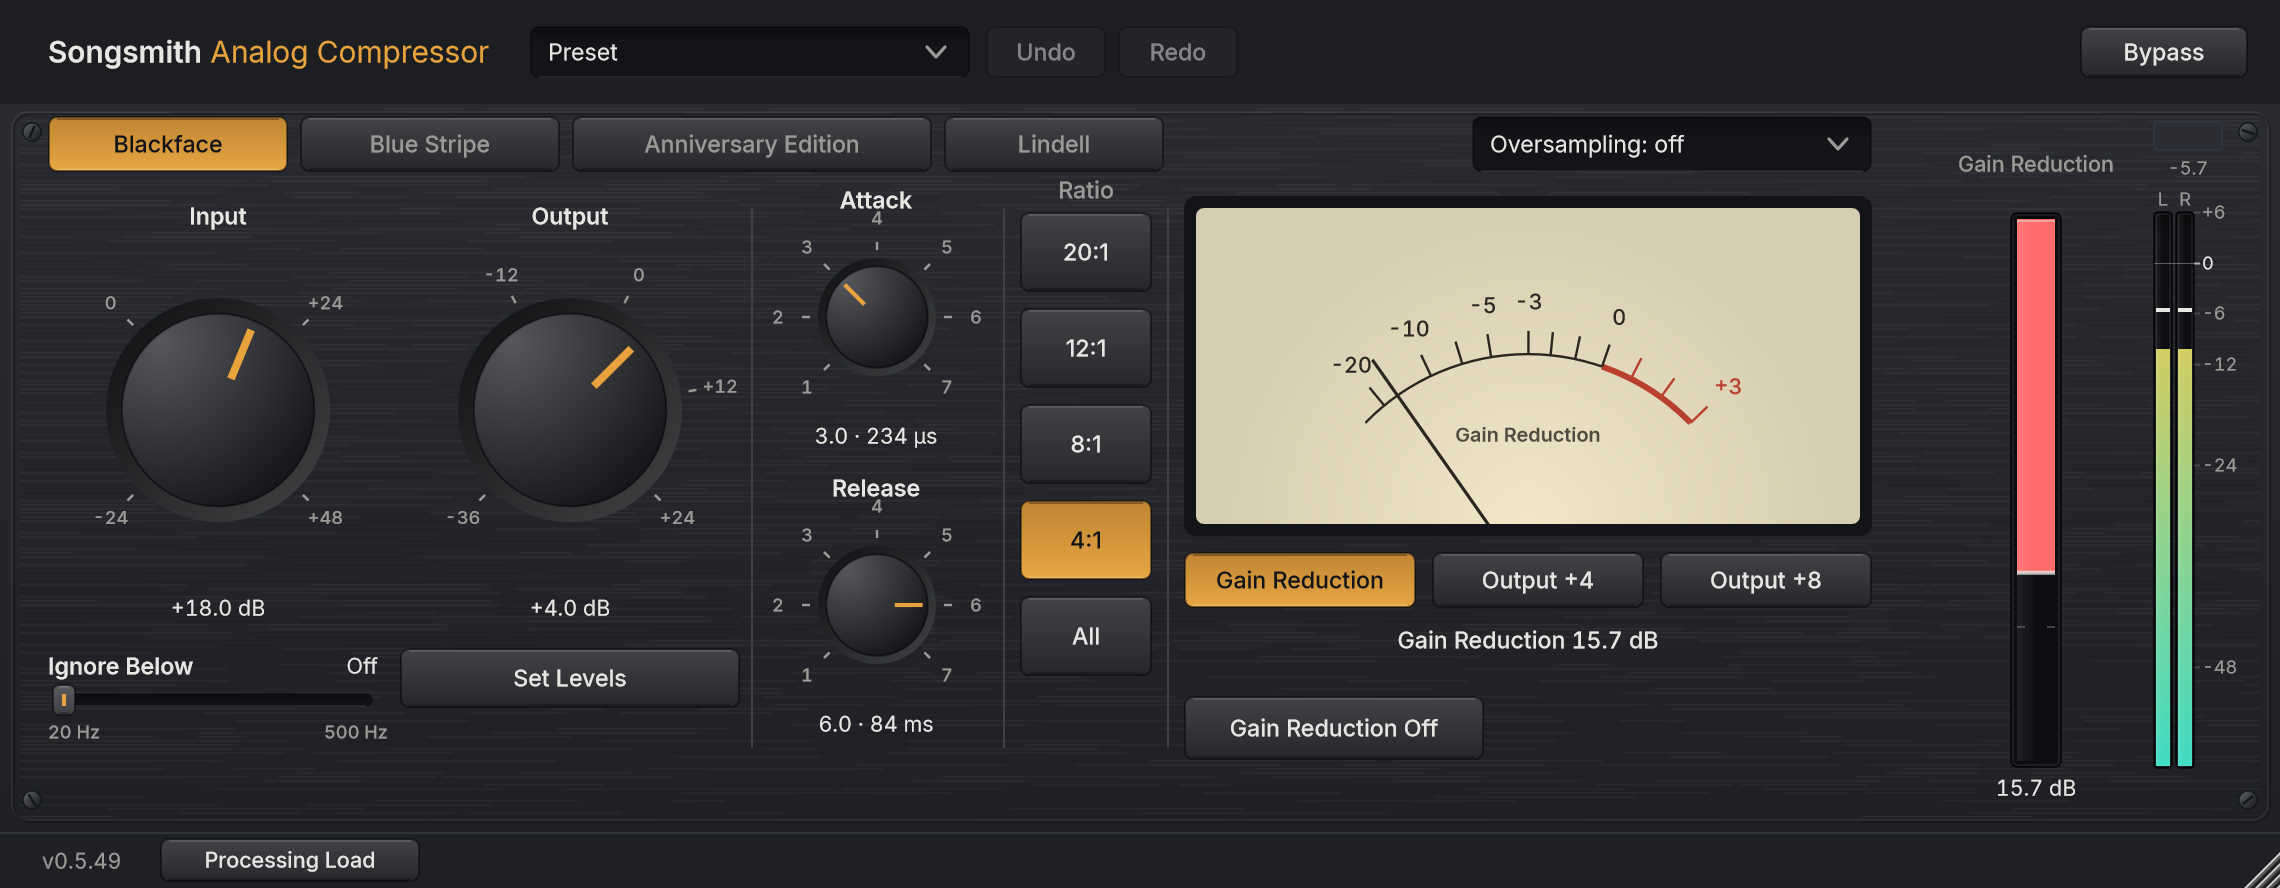 Songsmith Analog Compressor
Preset
Undo
Redo
Bypass
Blackface
Blue Stripe
Anniversary Edition
Lindell
Oversampling: off
Input
0
+24
-24
+48
+18.0 dB
Output
-12
0
+12
-36
+24
+4.0 dB
Ignore Below
Off
20 Hz
500 Hz
Set Levels
Attack
4
3
5
2
6
1
7
3.0 · 234 µs
Release
4
3
5
2
6
1
7
6.0 · 84 ms
Ratio
20:1
12:1
8:1
4:1
All
-20
-10
-5
-3
0
+3
Gain Reduction
Gain Reduction
Output +4
Output +8
Gain Reduction 15.7 dB
Gain Reduction Off
Gain Reduction
15.7 dB
-5.7
L R
+6
0
-6
-12
-24
-48
v0.5.49
Processing Load